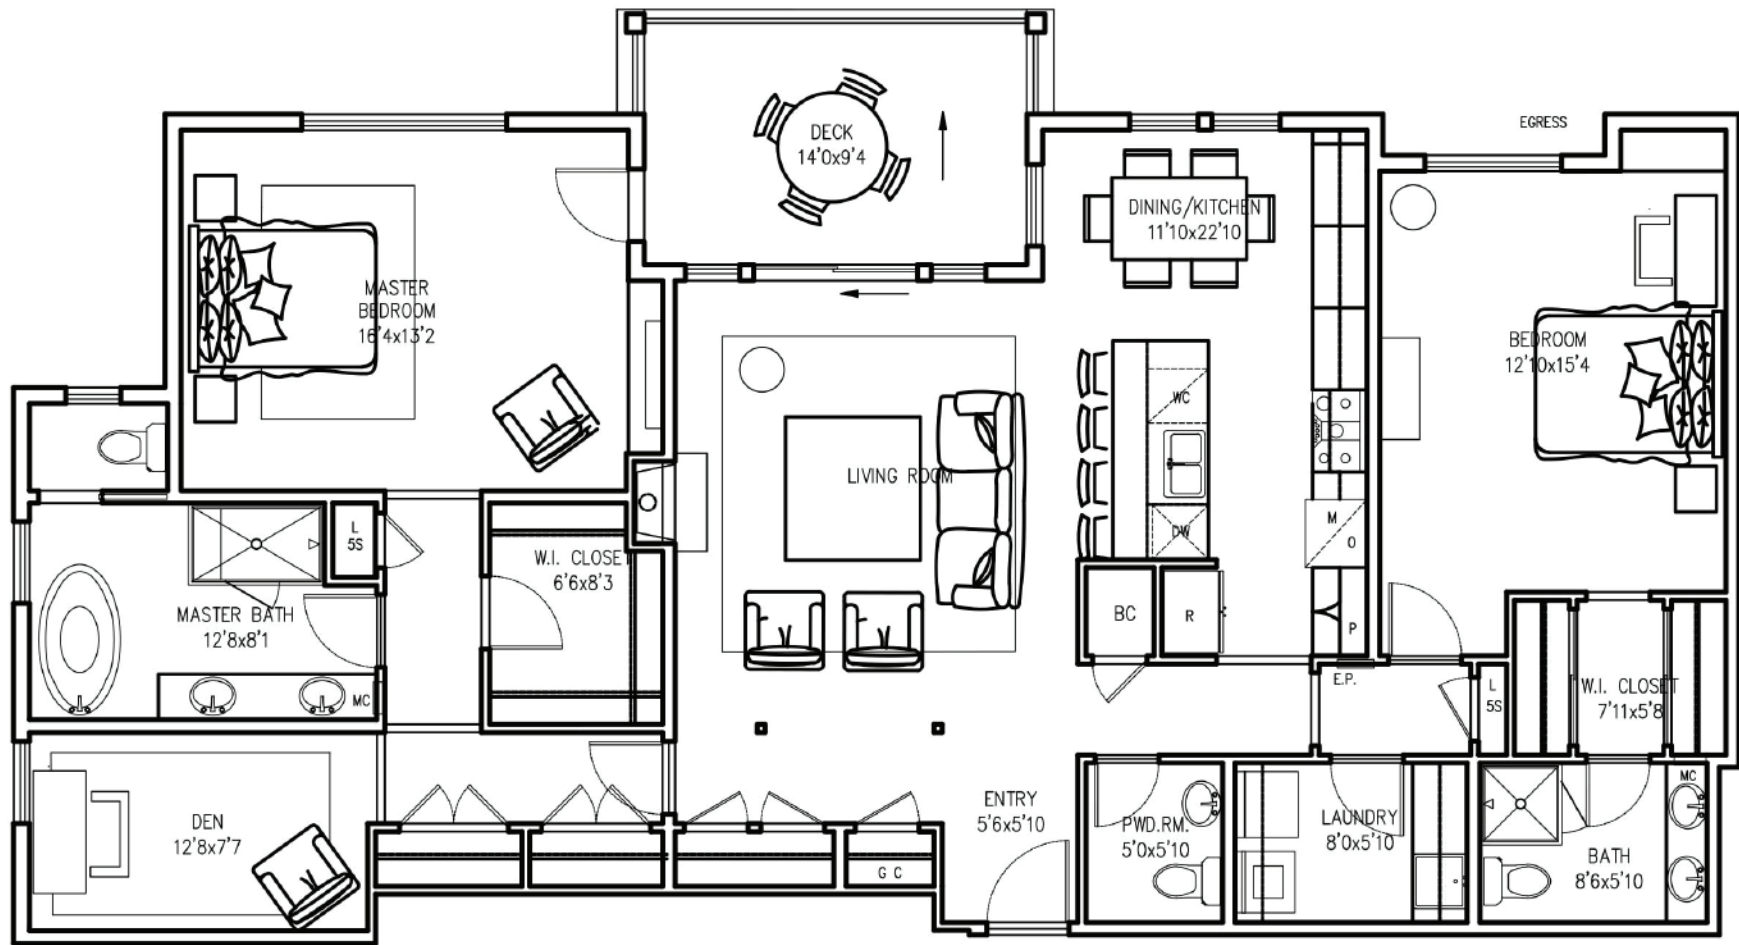 EGRESS
DECK
14'0x9'4
DINING/KITCHEN
11'10x22'10
MASTER
BEDROOM
16'4x13'2
BEDROOM
12'10x15'4
WC
LIVING ROOM
L
5S
W.I. CLOSET
6'6x8'3
M
O
DW
MASTER BATH
12'8x8'1
BC
R
P
MC
E.P.
L
5S
W.I. CLOSET
7'11x5'8
DEN
12'8x7'7
G C
ENTRY
5'6x5'10
PWD.RM.
5'0x5'10
LAUNDRY
8'0x5'10
MC
BATH
8'6x5'10